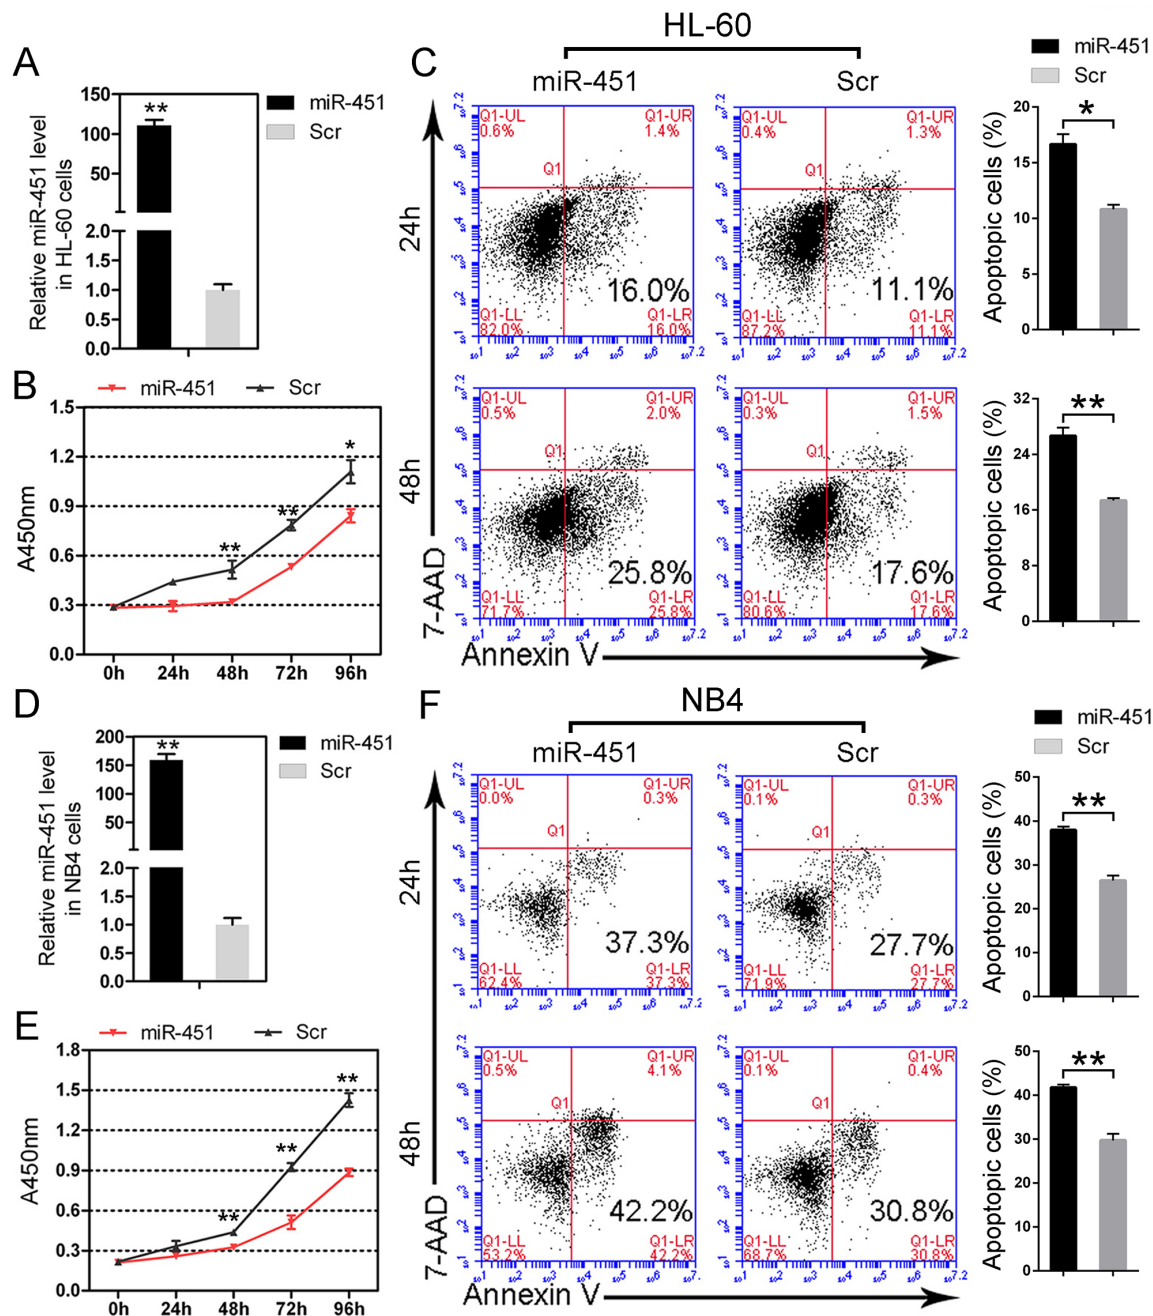 A
150
100
50
2.0
1.5
1.0
0.5
0.0
Relative miR-451 level
in HL-60 cells
**
miR-451
Scr
B
miR-451
Scr
1.5
1.2
0.9
0.6
0.3
0.0
A450nm
**
**
*
0h 24h 48h 72h 96h
C
HL-60
miR-451
Scr
24h
Q1-UL
0.6%
Q1-UR
1.4%
Q1
16.0%
Q1-LL
82.0%
Q1-LR
16.0%
Q1-UL
0.4%
Q1-UR
1.3%
Q1
11.1%
Q1-LL
87.2%
Q1-LR
11.1%
48h
Q1-UL
0.5%
Q1-UR
2.0%
Q1
25.8%
Q1-LL
71.7%
Q1-LR
25.8%
Q1-UL
0.3%
Q1-UR
1.5%
Q1
17.6%
Q1-LL
80.6%
Q1-LR
17.6%
7-AAD
Annexin V
miR-451
Scr
Apoptopic cells (%)
20
15
10
5
0
*
Apoptopic cells (%)
32
24
16
8
0
**
D
200
150
100
50
2.0
1.5
1.0
0.5
0.0
Relative miR-451 level
in NB4 cells
**
miR-451
Scr
E
miR-451
Scr
1.8
1.5
1.2
0.9
0.6
0.3
0.0
A450nm
**
**
**
0h 24h 48h 72h 96h
F
NB4
miR-451
Scr
24h
Q1-UL
0.0%
Q1-UR
0.3%
Q1
37.3%
Q1-LL
62.4%
Q1-LR
37.3%
Q1-UL
0.1%
Q1-UR
0.3%
Q1
27.7%
Q1-LL
71.9%
Q1-LR
27.7%
48h
Q1-UL
0.5%
Q1-UR
4.1%
Q1
42.2%
Q1-LL
53.2%
Q1-LR
42.2%
Q1-UL
0.1%
Q1-UR
0.4%
Q1
30.8%
Q1-LL
68.7%
Q1-LR
30.8%
7-AAD
Annexin V
miR-451
Scr
Apoptopic cells (%)
50
40
30
20
10
0
**
Apoptopic cells (%)
50
40
30
20
10
0
**